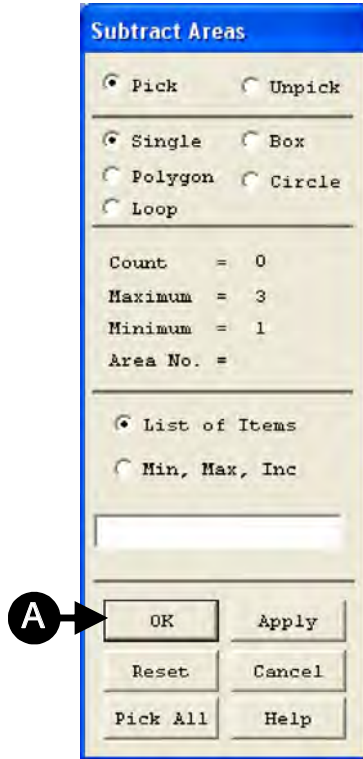 Subtract Areas
Pick Unpick
Single Box
Polygon Circle
Loop
Count = 0
Maximum = 3
Minimum = 1
Area No. =
List of Items
Min, Max, Inc
A OK Apply
Reset Cancel
Pick All Help